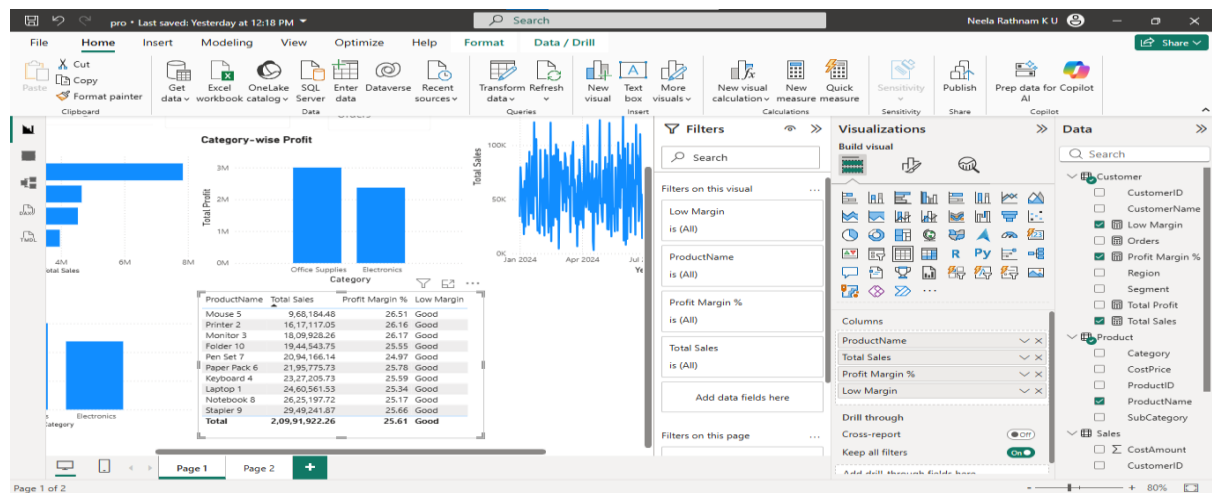 pro • Last saved: Yesterday at 12:18 PM
Search
Neela Rathnam K U
File Home Insert Modeling View Optimize Help Format Data / Drill
Share
Paste
Cut
Copy
Format painter
Clipboard
Get data
Excel workbook
OneLake catalog
SQL Server
Enter data
Dataverse
Recent sources
Data
Transform data
Refresh
Queries
New visual
Text box
More visuals
Insert
New visual calculation
New measure
Quick measure
Calculations
Sensitivity
Sensitivity
Publish
Share
Prep data for AI
Copilot
Copilot
DAX
TMDL
4M 6M 8M
otal Sales
Electronics
ategory
Orders
Category-wise Profit
Total Profit
3M
2M
1M
0M
Office Supplies Electronics
Category
Total Sales
100K
50K
0K
Jan 2024 Apr 2024 Jul
Ye
ProductName Total Sales Profit Margin % Low Margin
Mouse 5 9,68,184.48 26.51 Good
Printer 2 16,17,117.05 26.16 Good
Monitor 3 18,09,928.26 26.17 Good
Folder 10 19,44,543.75 25.55 Good
Pen Set 7 20,94,166.14 24.97 Good
Paper Pack 6 21,95,775.73 25.78 Good
Keyboard 4 23,27,205.73 25.59 Good
Laptop 1 24,60,561.53 25.34 Good
Notebook 8 26,25,197.72 25.17 Good
Stapler 9 29,49,241.87 25.66 Good
Total 2,09,91,922.26 25.61 Good
Filters
Search
Filters on this visual
Low Margin
is (All)
ProductName
is (All)
Profit Margin %
is (All)
Total Sales
is (All)
Add data fields here
Filters on this page
Visualizations
Build visual
123
R Py
Columns
ProductName
Total Sales
Profit Margin %
Low Margin
Drill through
Cross-report
Off
Keep all filters
On
Add drill-through fields here
Data
Search
Customer
CustomerID
CustomerName
Low Margin
Orders
Profit Margin %
Region
Segment
Total Profit
Total Sales
Product
Category
CostPrice
ProductID
ProductName
SubCategory
Sales
CostAmount
CustomerID
Page 1 Page 2 +
Page 1 of 2
80%